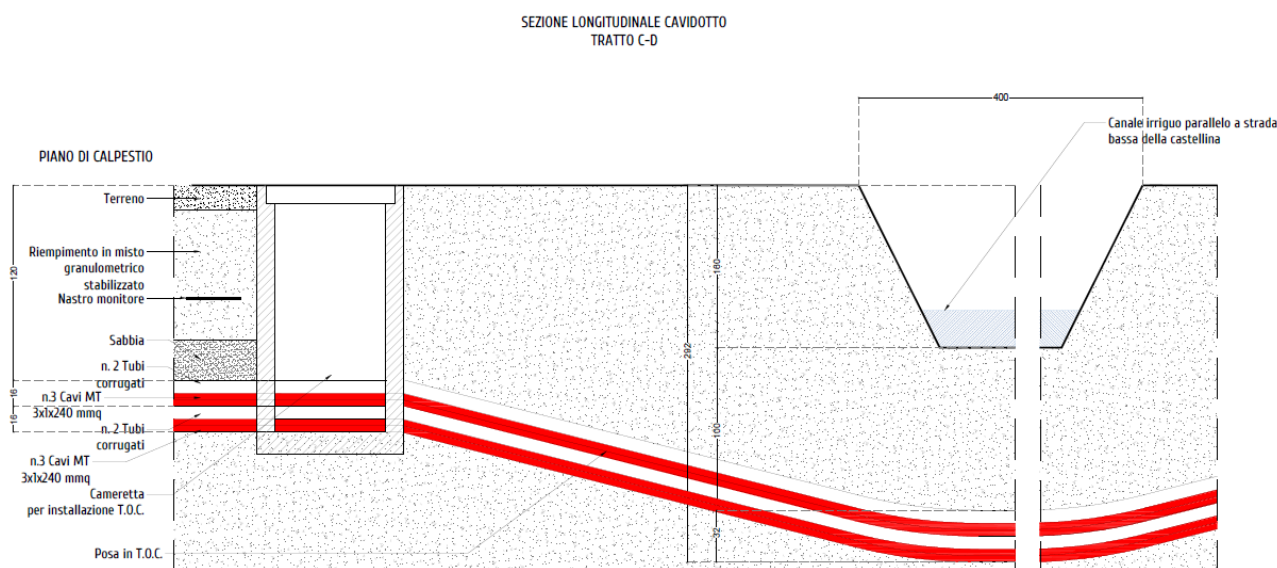 SEZIONE LONGITUDINALE CAVIDOTTO
TRATTO C-D
400
Canale irriguo parallelo a strada
bassa della castellina
PIANO DI CALPESTIO
Terreno
Riempimento in misto
granulometrico
stabilizzato
Nastro monitore
Sabbia
n. 2 Tubi
corrugati
n.3 Cavi MT
3x1x240 mmq
n. 2 Tubi
corrugati
n.3 Cavi MT
3x1x240 mmq
Cameretta
per installazione T.O.C.
Posa in T.O.C.
120
16
16
180
292
100
32